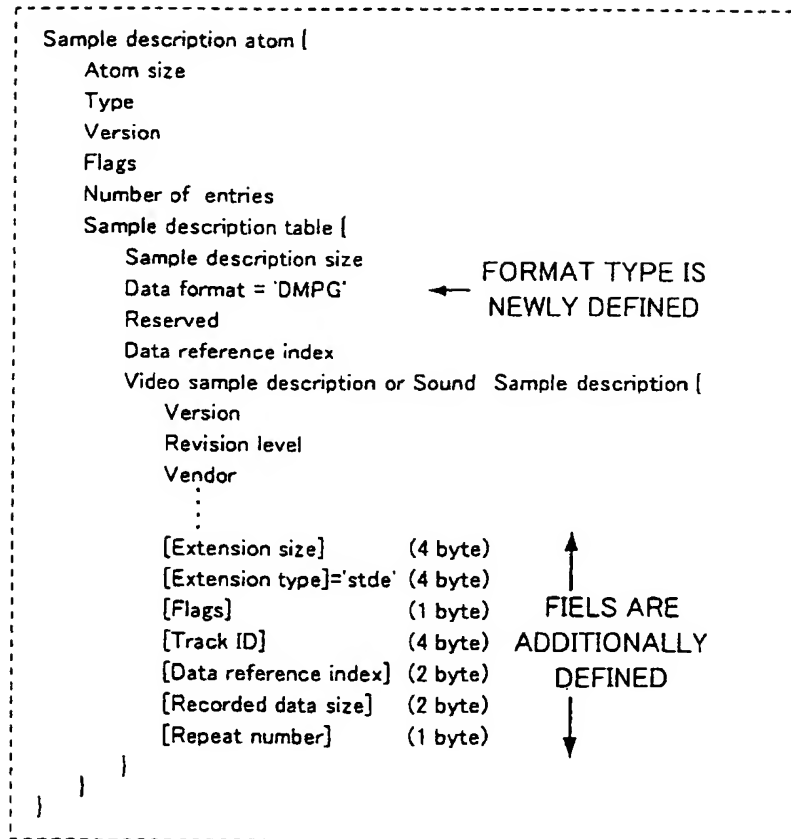 Sample description atom {
Atom size
Type
Version
Flags
Number of entries
Sample description table {
Sample description size
Data format = 'DMPG'
Reserved
Data reference index
Video sample description or Sound Sample description {
Version
Revision level
Vendor
⋮
[Extension size] (4 byte)
[Extension type]='stde' (4 byte)
[Flags] (1 byte)
[Track ID] (4 byte)
[Data reference index] (2 byte)
[Recorded data size] (2 byte)
[Repeat number] (1 byte)
}
}
}
← FORMAT TYPE IS
NEWLY DEFINED
FIELS ARE
ADDITIONALLY
DEFINED